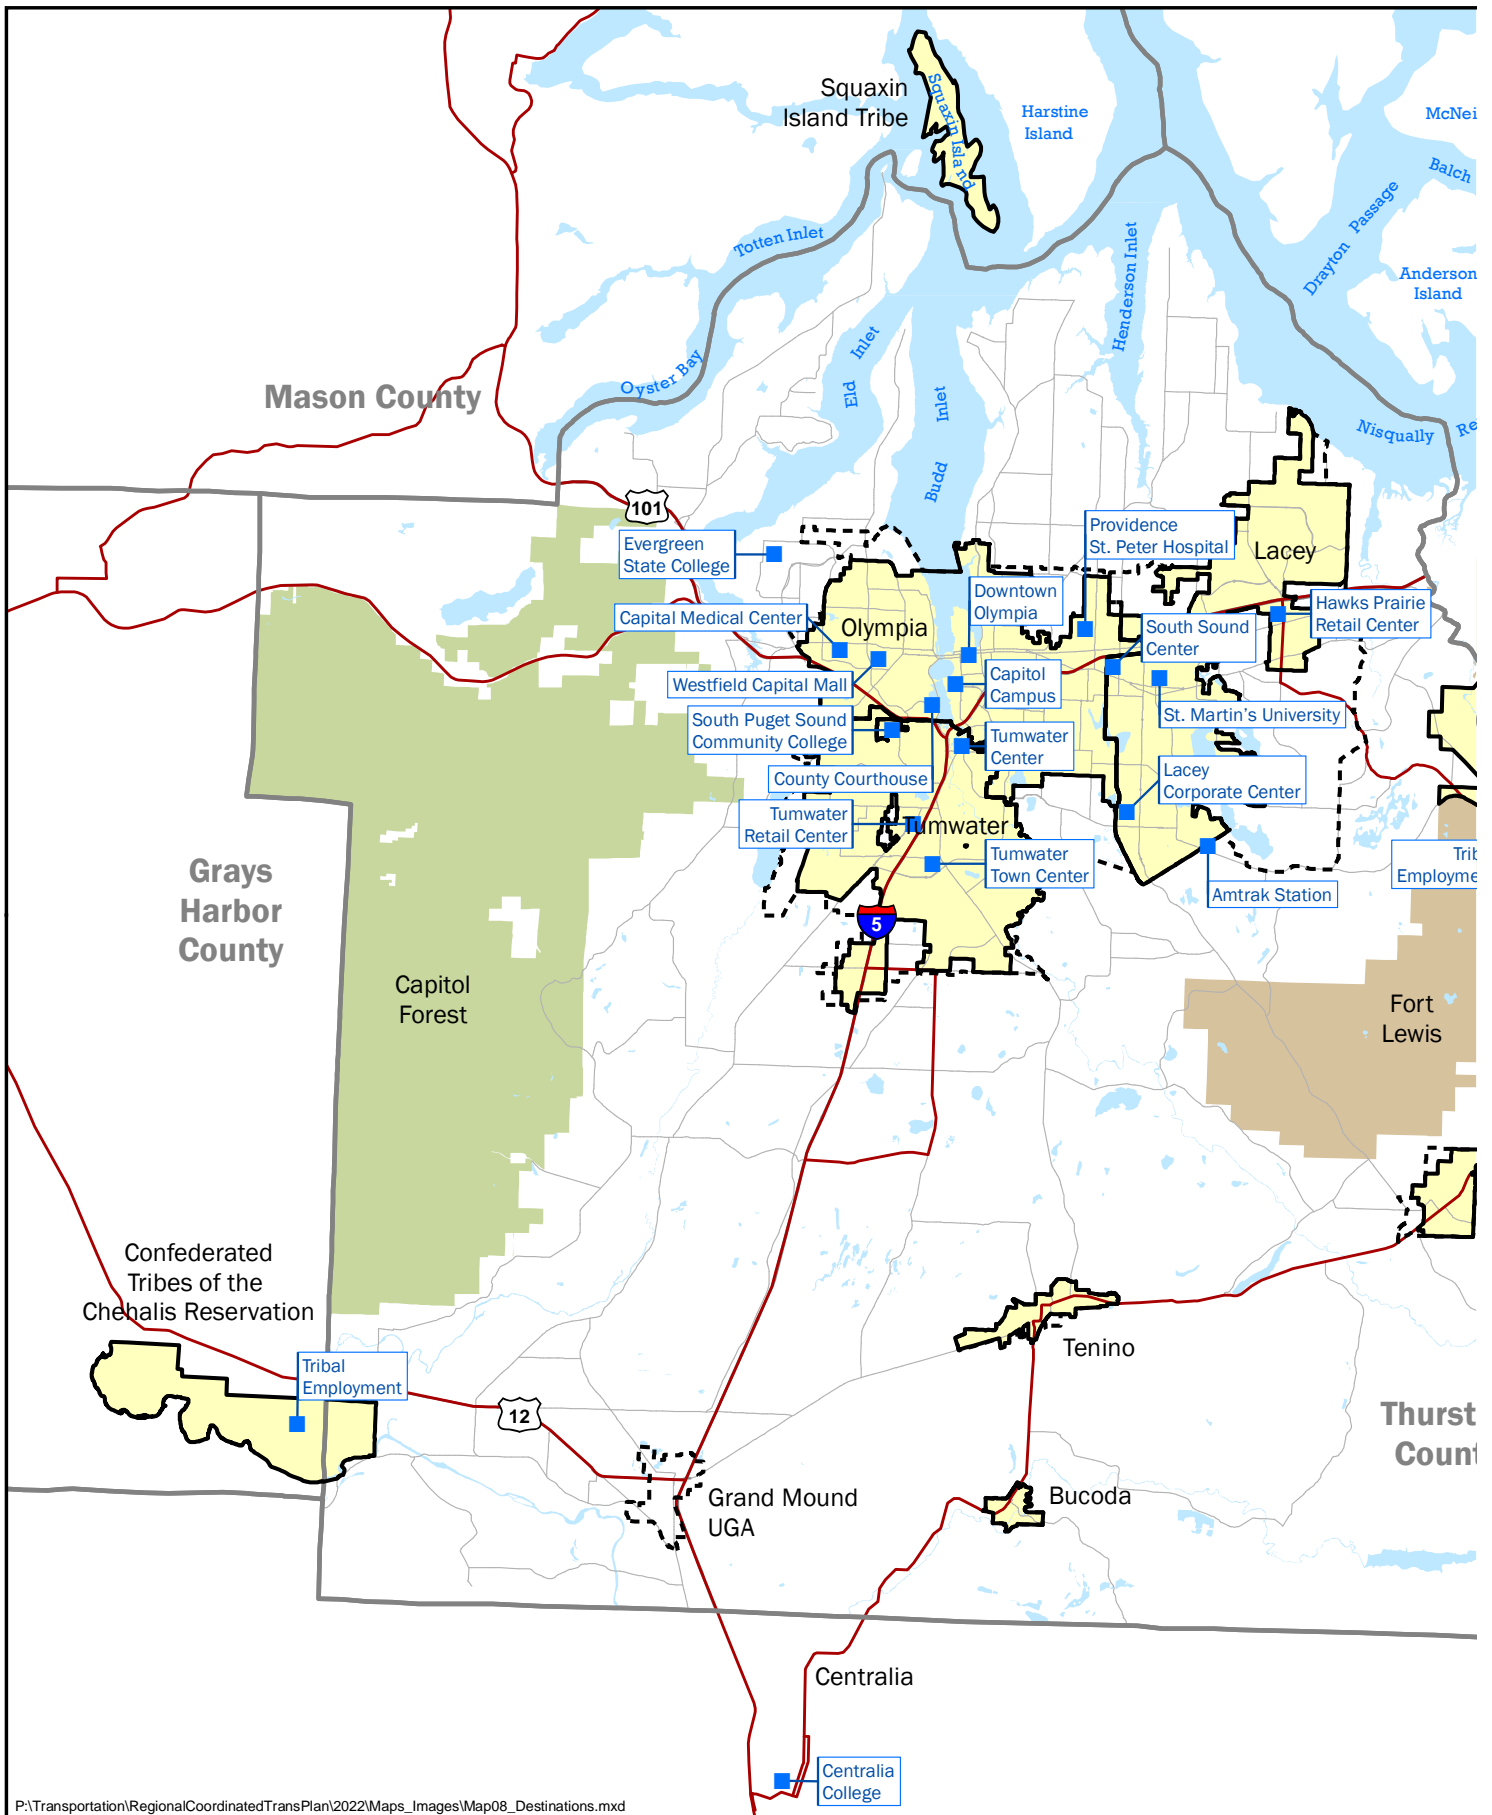 Squaxin
Island Tribe
Squaxin Island
Harstine
Island
McNei
Balch
Drayton Passage
Anderson
Island
Totten Inlet
Henderson Inlet
Eld Inlet
Oyster Bay
Budd Inlet
Nisqually Re
Mason County
101
Evergreen
State College
Providence
St. Peter Hospital
Lacey
Capital Medical Center
Olympia
Downtown
Olympia
Hawks Prairie
Retail Center
South Sound
Center
Westfield Capital Mall
Capitol
Campus
St. Martin's University
South Puget Sound
Community College
Tumwater
Center
County Courthouse
Lacey
Corporate Center
Tumwater
Retail Center
Tumwater
Tumwater
Town Center
Trib
Employme
Amtrak Station
5
Grays
Harbor
County
Capitol
Forest
Fort
Lewis
Confederated
Tribes of the
Chehalis Reservation
Tribal
Employment
12
Tenino
Thurst
Count
Grand Mound
UGA
Bucoda
Centralia
Centralia
College
P:\Transportation\RegionalCoordinatedTransPlan\2022\Maps_Images\Map08_Destinations.mxd